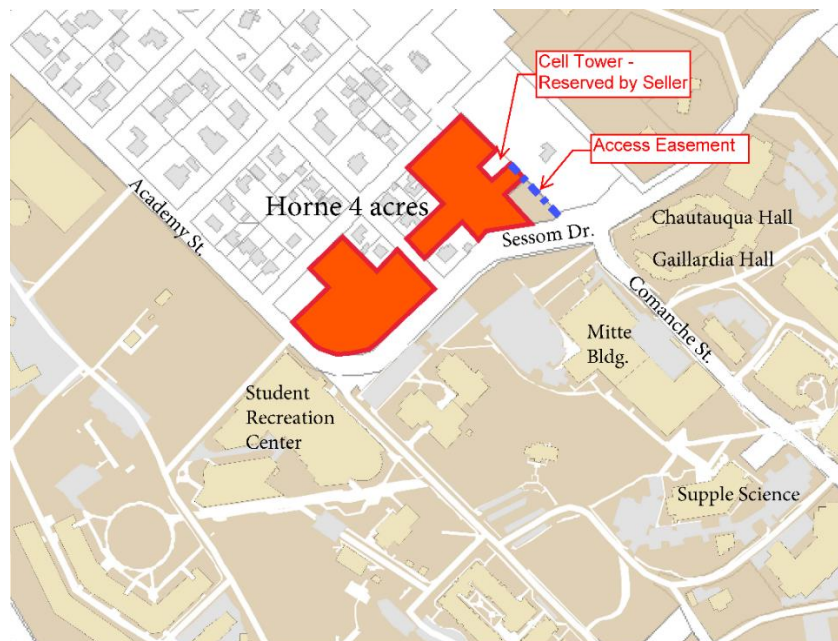 Cell Tower -
Reserved by Seller
Access Easement
Academy St.
Horne 4 acres
Sessom Dr.
Chautauqua Hall
Gaillardia Hall
Comanche St.
Mitte
Bldg.
Student
Recreation
Center
Supple Science